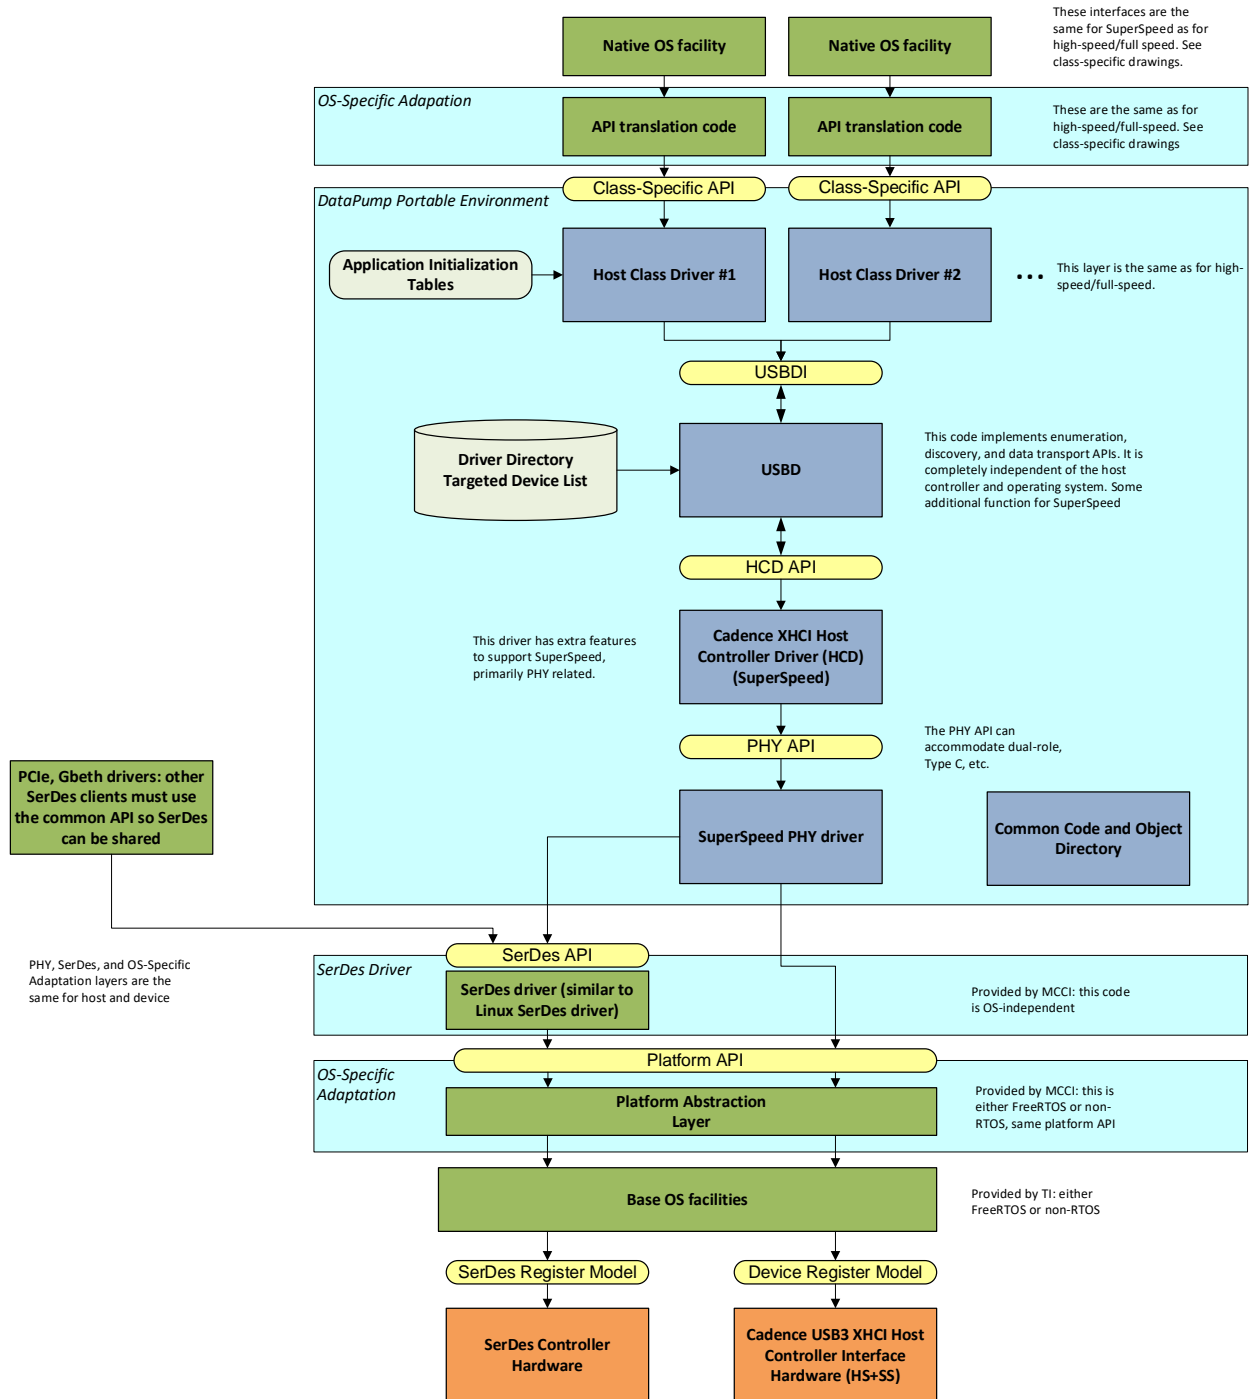 These interfaces are the
same for SuperSpeed as for
high-speed/full speed. See
class-specific drawings.
Native OS facility
Native OS facility
OS-Specific Adapation
API translation code
API translation code
These are the same as for
high-speed/full-speed. See
class-specific drawings
Class-Specific API
Class-Specific API
DataPump Portable Environment
Application Initialization
Tables
Host Class Driver #1
Host Class Driver #2
...
This layer is the same as for high-
speed/full-speed.
USBDI
Driver Directory
Targeted Device List
USBD
This code implements enumeration,
discovery, and data transport APIs. It is
completely independent of the host
controller and operating system. Some
additional function for SuperSpeed
HCD API
This driver has extra features
to support SuperSpeed,
primarily PHY related.
Cadence XHCI Host
Controller Driver (HCD)
(SuperSpeed)
PHY API
The PHY API can
accommodate dual-role,
Type C, etc.
PCIe, Gbeth drivers: other
SerDes clients must use
the common API so SerDes
can be shared
SuperSpeed PHY driver
Common Code and Object
Directory
PHY, SerDes, and OS-Specific
Adaptation layers are the
same for host and device
SerDes API
SerDes Driver
SerDes driver (similar to
Linux SerDes driver)
Provided by MCCI: this code
is OS-independent
Platform API
OS-Specific
Adaptation
Platform Abstraction
Layer
Provided by MCCI: this is
either FreeRTOS or non-
RTOS, same platform API
Base OS facilities
Provided by TI: either
FreeRTOS or non-RTOS
SerDes Register Model
Device Register Model
SerDes Controller
Hardware
Cadence USB3 XHCI Host
Controller Interface
Hardware (HS+SS)